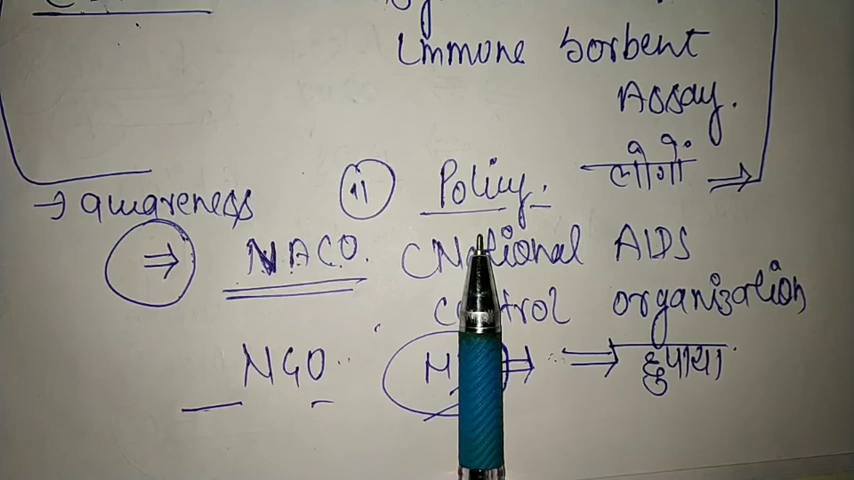 Immune Sorbent
Assay.
→ awareness (ii) Policy. लोगों ⇒
⇒ NACO. (National AIDS
control organization
NGO.. ⇒ ⇒ छुपाया